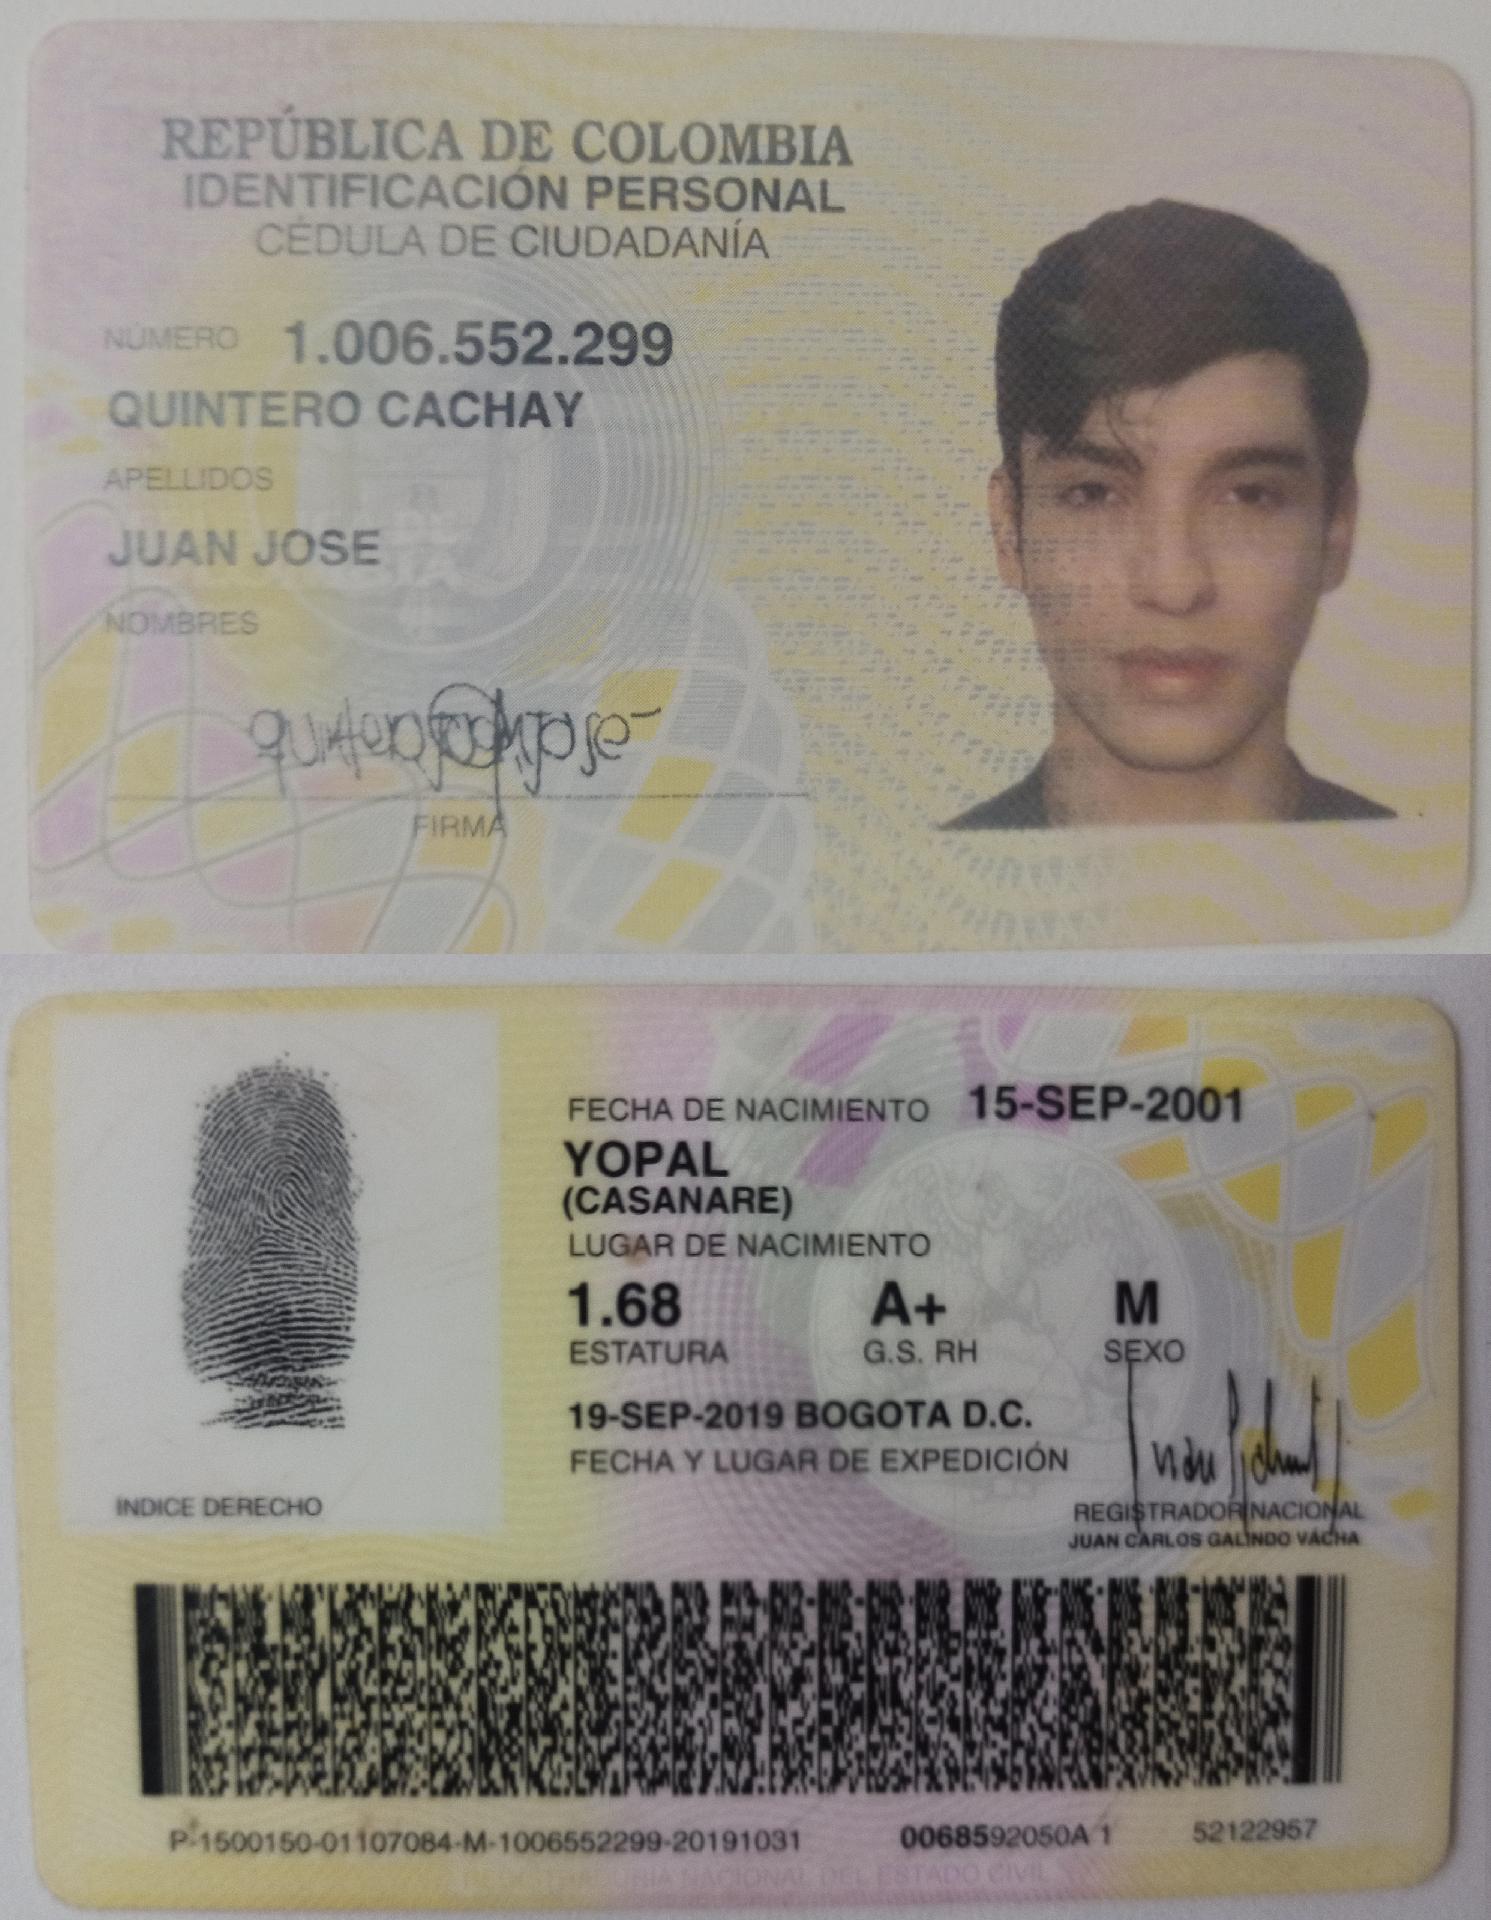 REPÚBLICA DE COLOMBIA
IDENTIFICACIÓN PERSONAL
CÉDULA DE CIUDADANÍA
NÚMERO 1.006.552.299
QUINTERO CACHAY
APELLIDOS
JUAN JOSE
NOMBRES
quintero Juan Jose
FIRMA
FECHA DE NACIMIENTO 15-SEP-2001
YOPAL
(CASANARE)
LUGAR DE NACIMIENTO
1.68 A+ M
ESTATURA G.S. RH SEXO
19-SEP-2019 BOGOTA D.C.
FECHA Y LUGAR DE EXPEDICIÓN
INDICE DERECHO
REGISTRADOR NACIONAL
JUAN CARLOS GALINDO VÁCHA
P-1500150-01107084-M-1006552299-20191031 0068592050A 1 52122957
NACIONAL DEL ESTADO CIVIL